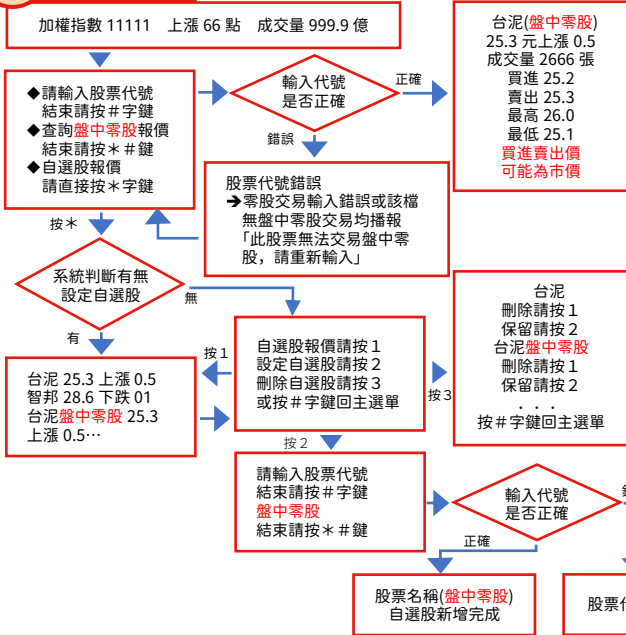 加權指數 11111　上漲 66 點　成交量 999.9 億
台泥(盤中零股)
25.3 元上漲 0.5
成交量 2666 張
買進 25.2
賣出 25.3
最高 26.0
最低 25.1
買進賣出價
可能為市價
◆請輸入股票代號
結束請按＃字鍵
◆查詢盤中零股報價
結束請按＊＃鍵
◆自選股報價
請直接按＊字鍵
輸入代號
是否正確
正確
錯誤
股票代號錯誤
➔零股交易輸入錯誤或該檔
無盤中零股交易均播報
「此股票無法交易盤中零
股，請重新輸入」
按＊
系統判斷有無
設定自選股
無
有
台泥 25.3 上漲 0.5
智邦 28.6 下跌 01
台泥盤中零股 25.3
上漲 0.5⋯
按１
自選股報價請按１
設定自選股請按２
刪除自選股請按３
或按＃字鍵回主選單
按３
台泥
刪除請按１
保留請按２
台泥盤中零股
刪除請按１
保留請按２
．．．
按＃字鍵回主選單
按２
請輸入股票代號
結束請按＃字鍵
盤中零股
結束請按＊＃鍵
輸入代號
是否正確
正確
股票名稱(盤中零股)
自選股新增完成
股票